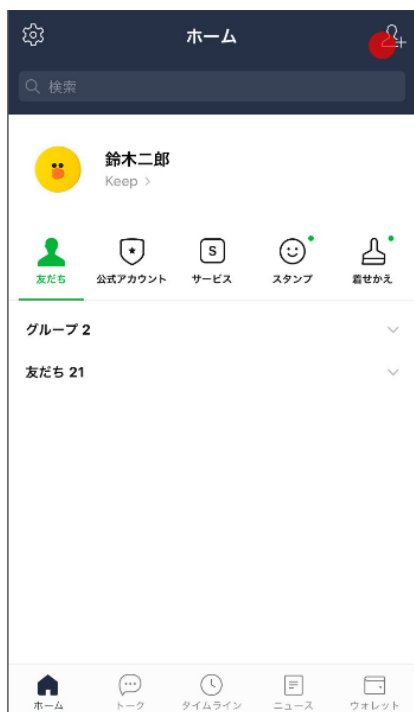 ホーム
検索
鈴木二郎
Keep >
友だち 公式アカウント サービス スタンプ 着せかえ
グループ 2
友だち 21
ホーム トーク タイムライン ニュース ウォレット